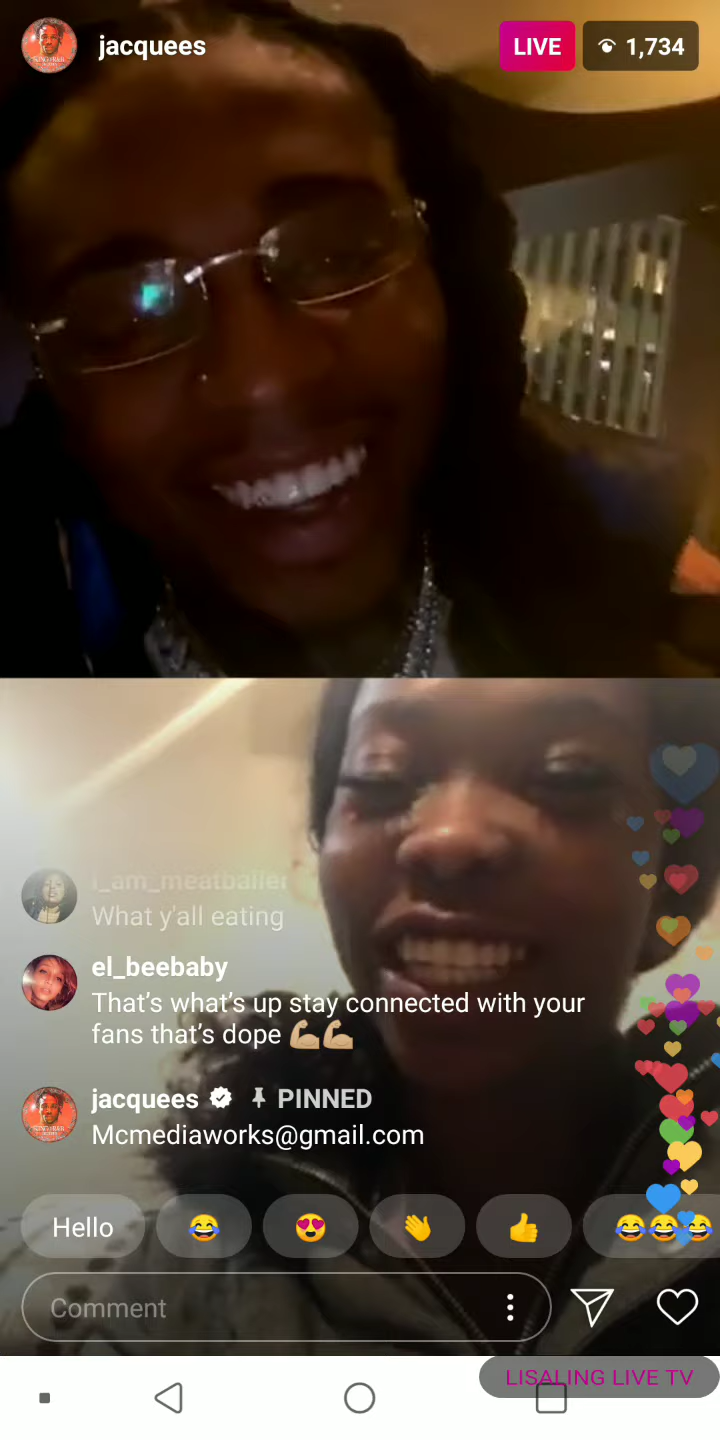 jacquees
LIVE
1,734
i_am_meatballer
What y'all eating
el_beebaby
That's what's up stay connected with your
fans that's dope 💪🏼💪🏼
jacquees PINNED
Mcmediaworks@gmail.com
Hello 😂 😍 👋 👍 😂😂😂
Comment
LISALING LIVE TV